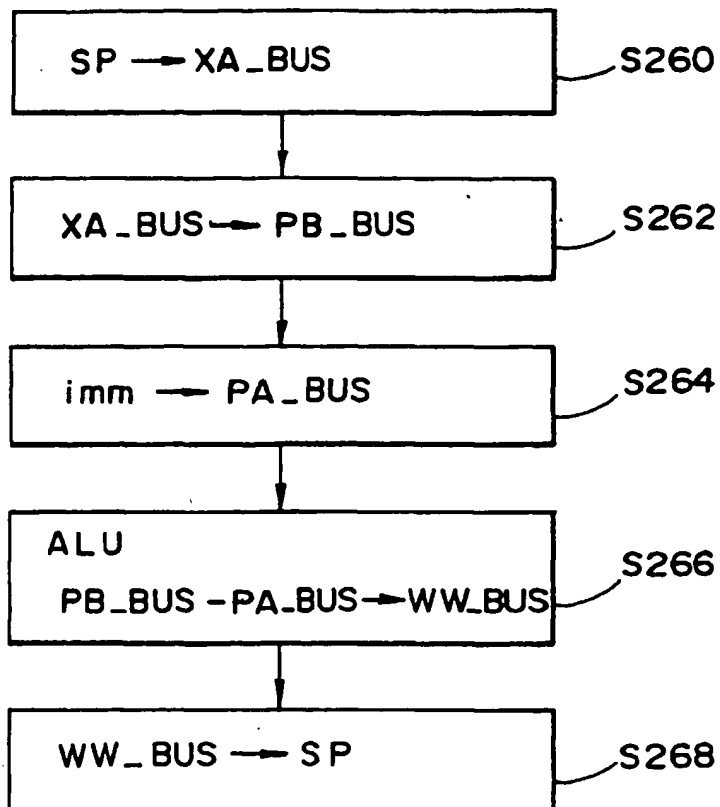 SP → XA_BUS
S260
XA_BUS → PB_BUS
S262
imm → PA_BUS
S264
ALU
PB_BUS - PA_BUS → WW_BUS
S266
WW_BUS → SP
S268